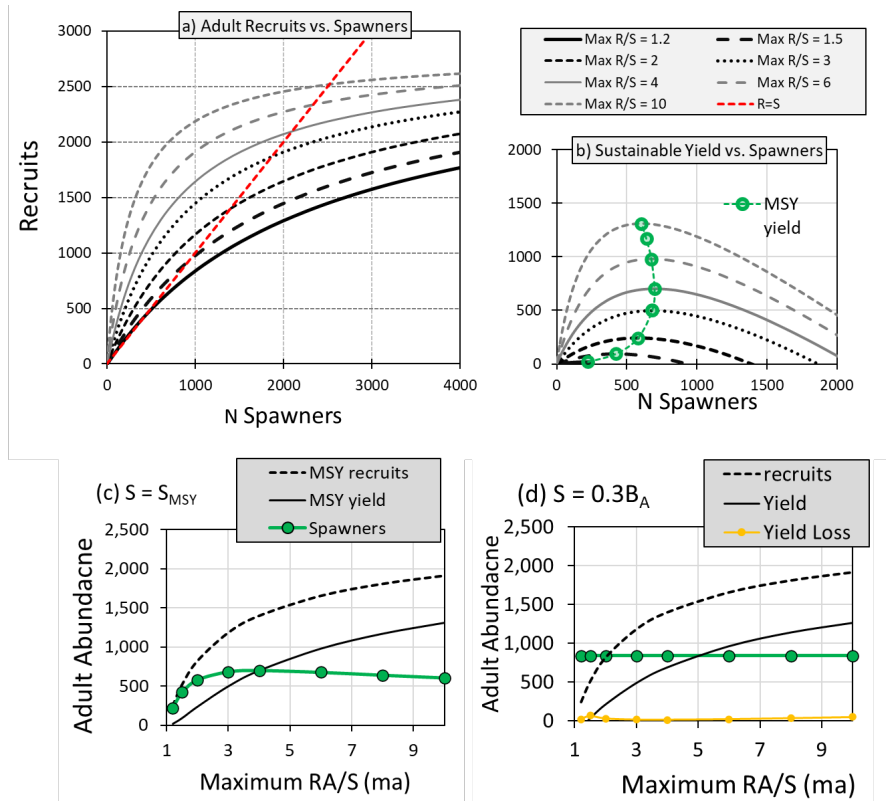 a) Adult Recruits vs. Spawners
3000
2500
2000
1500
1000
500
0
Recruits
0 1000 2000 3000 4000
N Spawners
Max R/S = 1.2 Max R/S = 1.5
Max R/S = 2 Max R/S = 3
Max R/S = 4 Max R/S = 6
Max R/S = 10 R=S
b) Sustainable Yield vs. Spawners
2000
1500
1000
500
0
MSY
yield
0 500 1000 1500 2000
N Spawners
(c) S = SMSY
MSY recruits
MSY yield
Spawners
2,500
2,000
1,500
1,000
500
0
Adult Abundacne
1 3 5 7 9
Maximum RA/S (ma)
(d) S = 0.3BA
recruits
Yield
Yield Loss
2,500
2,000
1,500
1,000
500
0
Adult Abundacne
1 3 5 7 9
Maximum RA/S (ma)